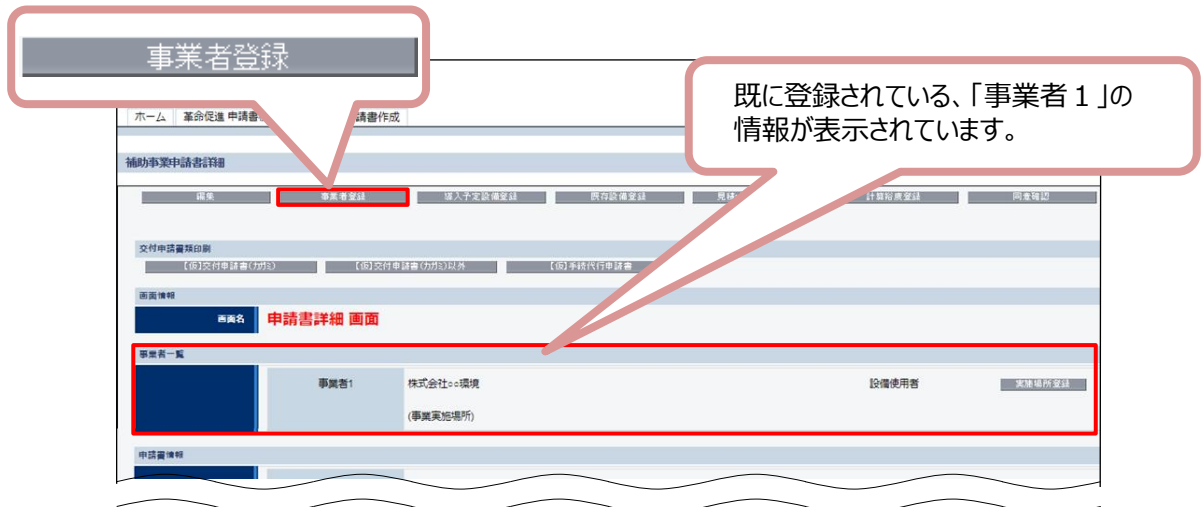 事業者登録
既に登録されている、「事業者1」の
情報が表示されています。
ホーム 革命促進 申請書 請書作成
補助事業申請書詳細
編集 事業者登録 導入予定設備登録 既存設備登録 見積 計算結果登録 同意確認
交付申請書類印刷
【仮】交付申請書(カガミ) 【仮】交付申請書(カガミ)以外 【仮】手続代行申請書
画面情報
画面名 申請書詳細 画面
事業者一覧
事業者1 株式会社○○環境 設備使用者 実施場所登録
(事業実施場所)
申請書情報